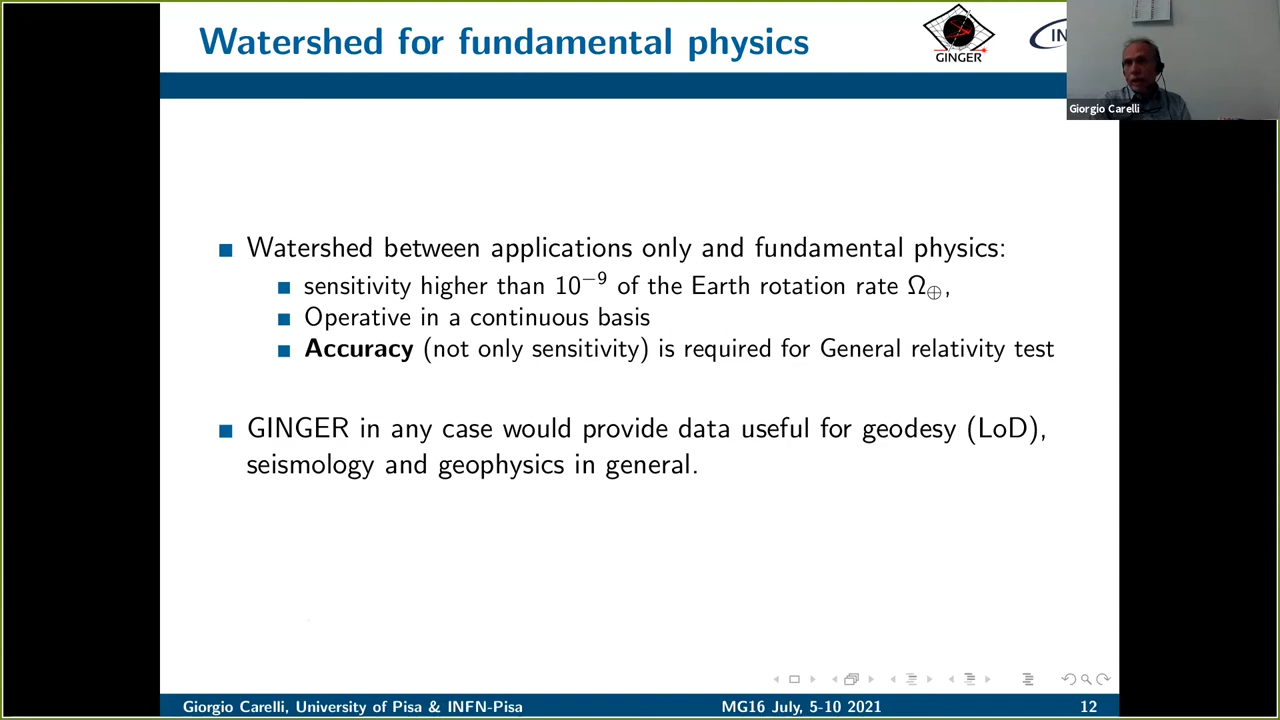 Watershed for fundamental physics
GINGER
IN
Giorgio Carelli
Watershed between applications only and fundamental physics:
sensitivity higher than 10⁻⁹ of the Earth rotation rate Ω⊕,
Operative in a continuous basis
Accuracy (not only sensitivity) is required for General relativity test
GINGER in any case would provide data useful for geodesy (LoD),
seismology and geophysics in general.
Giorgio Carelli, University of Pisa & INFN-Pisa MG16 July, 5-10 2021 12